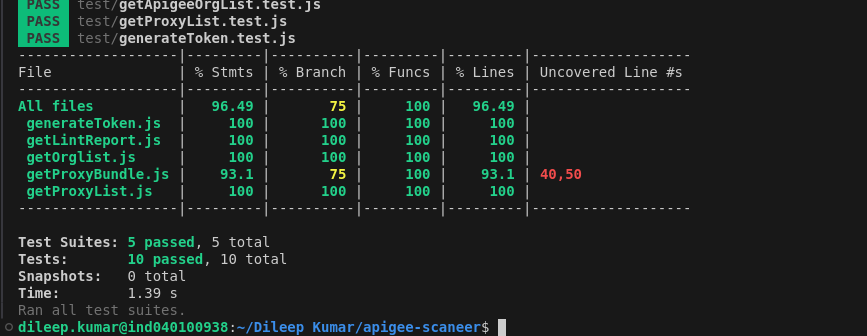 PASS test/getApigeeOrgList.test.js
PASS test/getProxyList.test.js
PASS test/generateToken.test.js
-------------------|---------|----------|---------|---------|-------------------
File               | % Stmts | % Branch | % Funcs | % Lines | Uncovered Line #s
-------------------|---------|----------|---------|---------|-------------------
All files          |   96.49 |       75 |     100 |   96.49 |
 generateToken.js  |     100 |      100 |     100 |     100 |
 getLintReport.js  |     100 |      100 |     100 |     100 |
 getOrglist.js     |     100 |      100 |     100 |     100 |
 getProxyBundle.js |    93.1 |       75 |     100 |    93.1 | 40,50
 getProxyList.js   |     100 |      100 |     100 |     100 |
-------------------|---------|----------|---------|---------|-------------------
Test Suites: 5 passed, 5 total
Tests:       10 passed, 10 total
Snapshots:   0 total
Time:        1.39 s
Ran all test suites.
dileep.kumar@ind040100938:~/Dileep Kumar/apigee-scaneer$